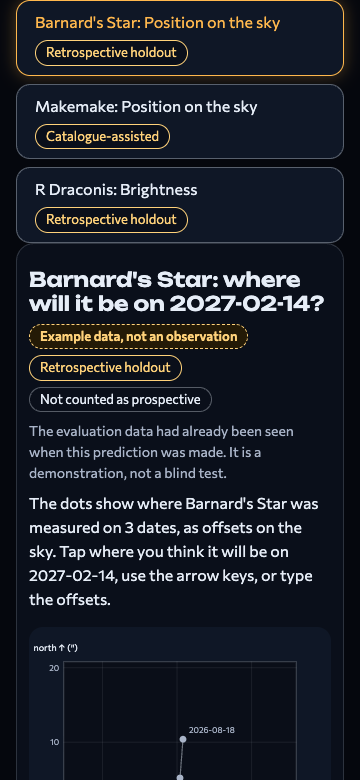 Barnard's Star: Position on the sky
Retrospective holdout
Makemake: Position on the sky
Catalogue-assisted
R Draconis: Brightness
Retrospective holdout
Barnard's Star: where
will it be on 2027-02-14?
Example data, not an observation
Retrospective holdout
Not counted as prospective
The evaluation data had already been seen
when this prediction was made. It is a
demonstration, not a blind test.
The dots show where Barnard's Star was
measured on 3 dates, as offsets on the
sky. Tap where you think it will be on
2027-02-14, use the arrow keys, or type
the offsets.
north ↑ (")
20
2026-08-18
10